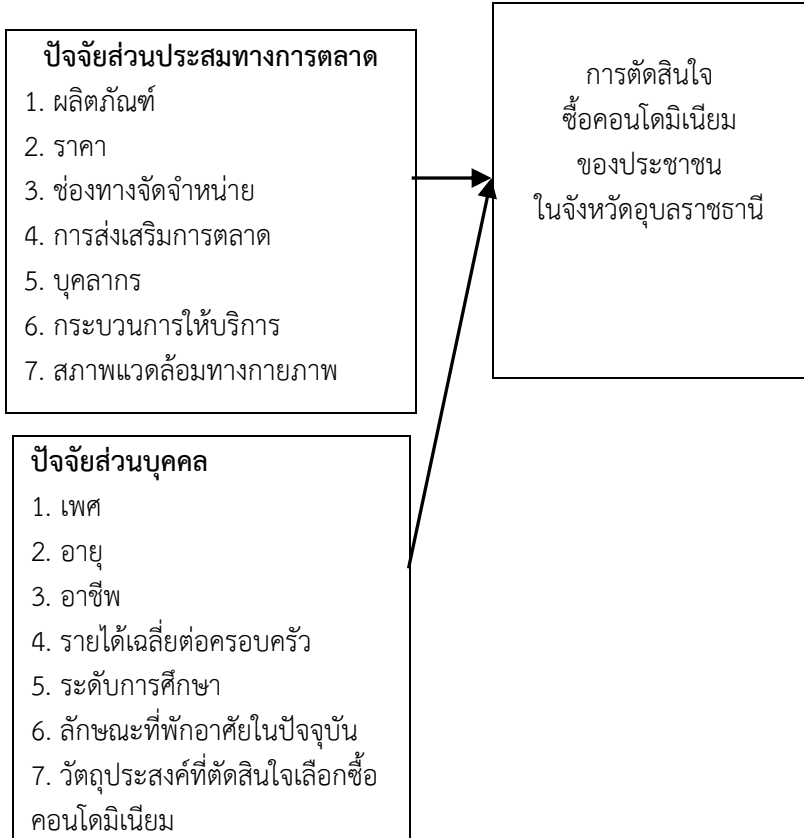 ปัจจัยส่วนประสมทางการตลาด
1. ผลิตภัณฑ์
2. ราคา
3. ช่องทางจัดจำหน่าย
4. การส่งเสริมการตลาด
5. บุคลากร
6. กระบวนการให้บริการ
7. สภาพแวดล้อมทางกายภาพ
การตัดสินใจ
ซื้อคอนโดมิเนียม
ของประชาชน
ในจังหวัดอุบลราชธานี
ปัจจัยส่วนบุคคล
1. เพศ
2. อายุ
3. อาชีพ
4. รายได้เฉลี่ยต่อครอบครัว
5. ระดับการศึกษา
6. ลักษณะที่พักอาศัยในปัจจุบัน
7. วัตถุประสงค์ที่ตัดสินใจเลือกซื้อ
คอนโดมิเนียม